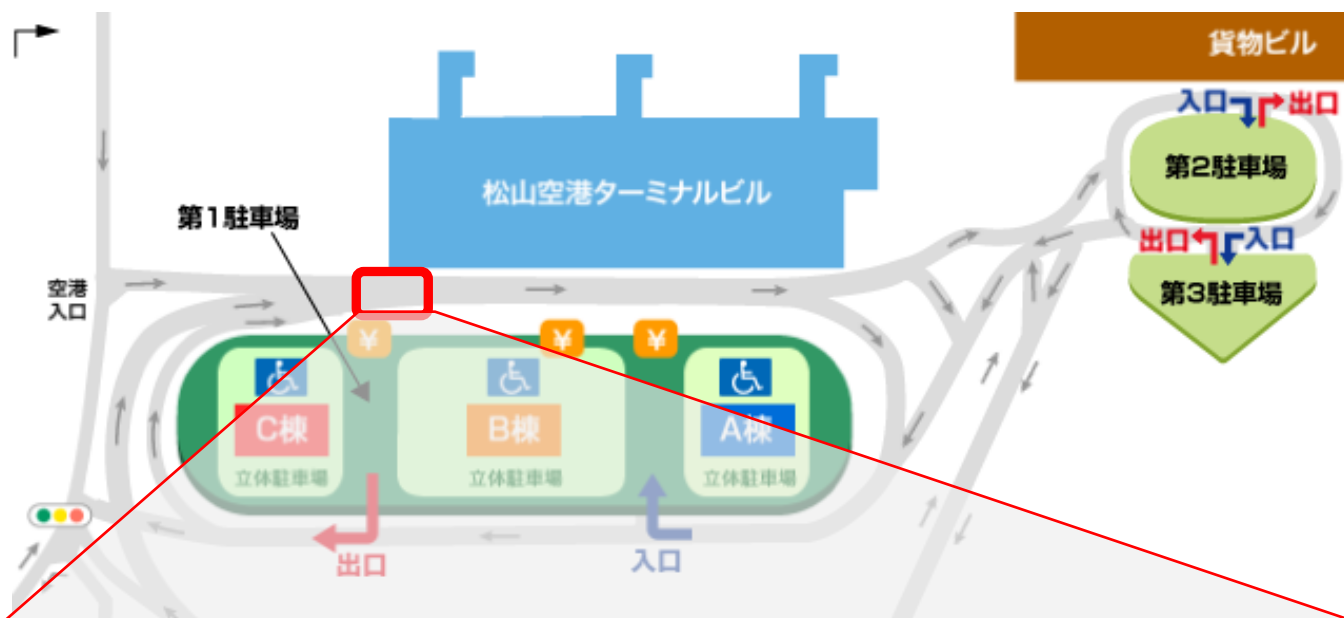 貨物ビル
入口
出口
第2駐車場
松山空港ターミナルビル
第1駐車場
出口
入口
空港
入口
第3駐車場
¥
¥
¥
C棟
B棟
A棟
立体駐車場
立体駐車場
立体駐車場
出口
入口